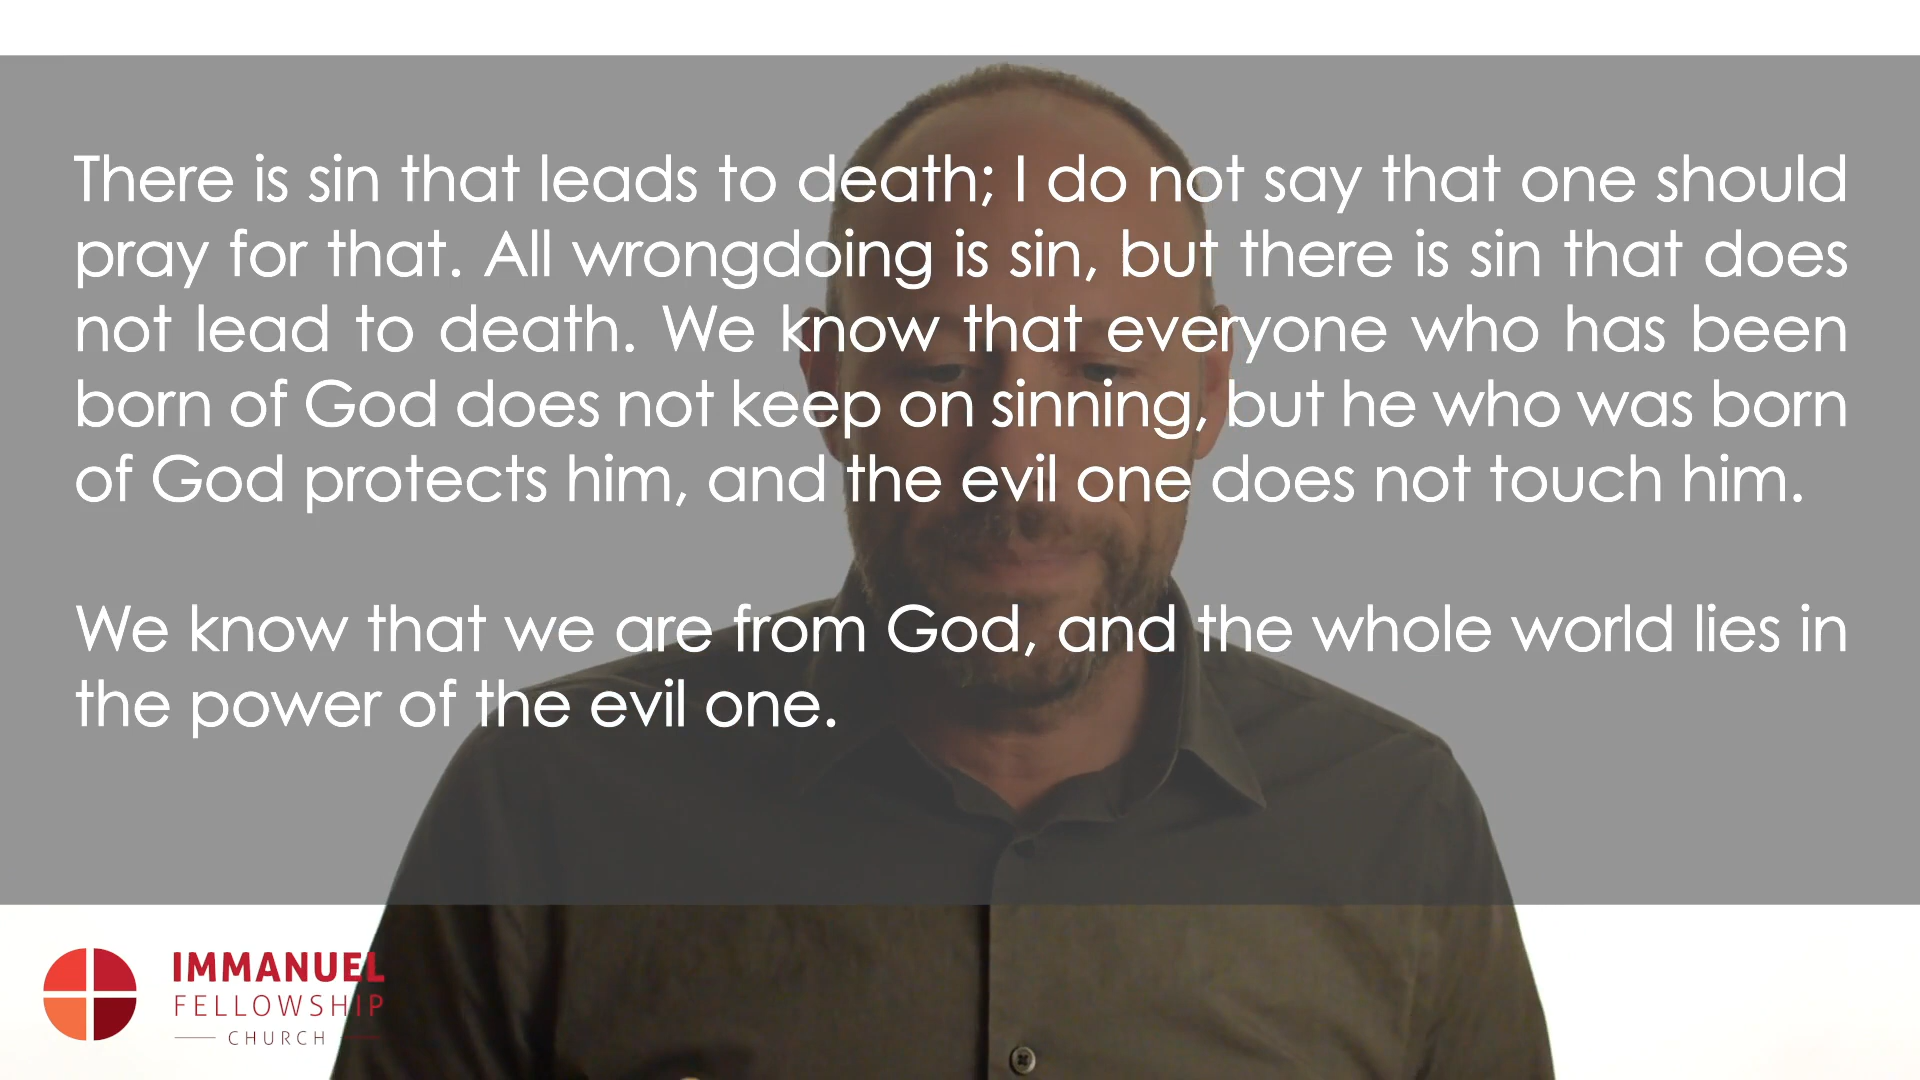 There is sin that leads to death; I do not say that one should
pray for that. All wrongdoing is sin, but there is sin that does
not lead to death. We know that everyone who has been
born of God does not keep on sinning, but he who was born
of God protects him, and the evil one does not touch him.
We know that we are from God, and the whole world lies in
the power of the evil one.
IMMANUEL
FELLOWSHIP
CHURCH